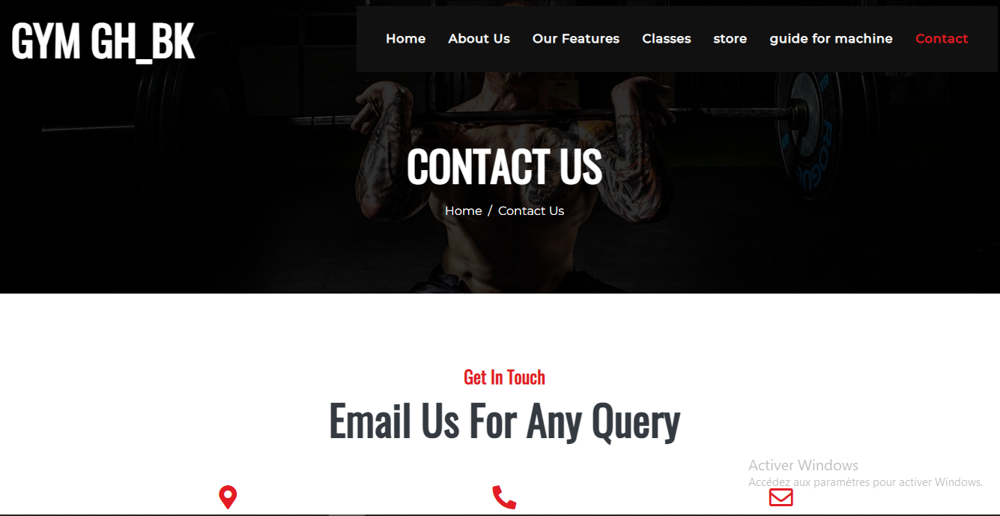 GYM GH_BK
Home About Us Our Features Classes store guide for machine Contact
CONTACT US
Home / Contact Us
ROGUE
Get In Touch
Email Us For Any Query
Activer Windows
Accédez aux paramètres pour activer Windows.